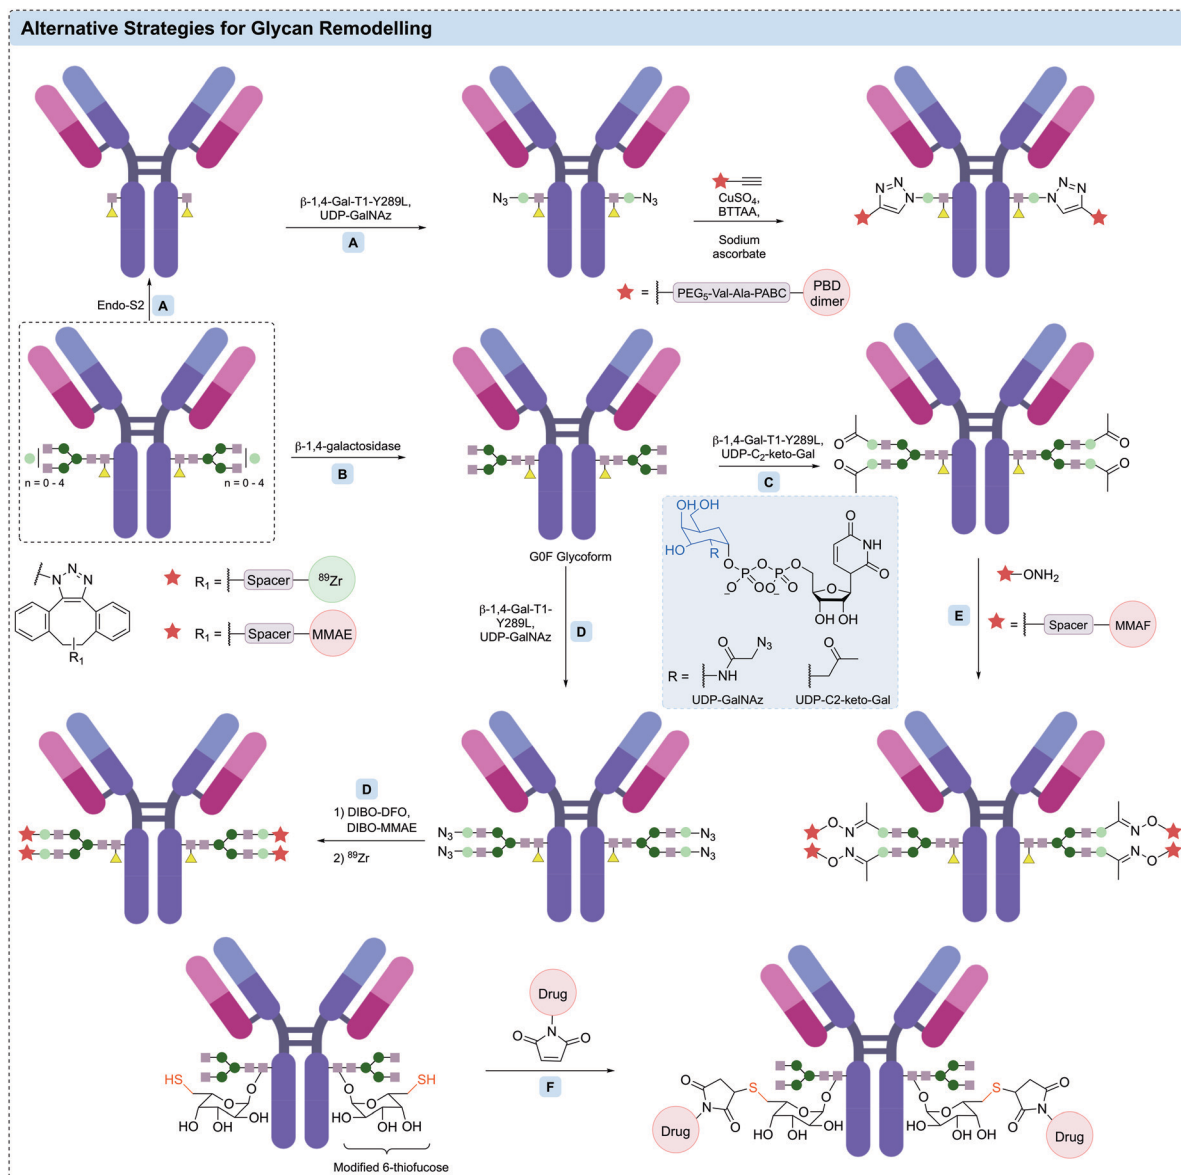 Alternative Strategies for Glycan Remodelling
β-1,4-Gal-T1-Y289L,
UDP-GalNAz
A
N₃
N₃
CuSO₄,
BTTAA,
Sodium
ascorbate
N
N
N
N
N
N
= PEG₅-Val-Ala-PABC
PBD
dimer
Endo-S2
A
n = 0 - 4
n = 0 - 4
β-1,4-galactosidase
B
G0F Glycoform
β-1,4-Gal-T1-Y289L,
UDP-C₂-keto-Gal
C
O
O
O
O
N
N
N
R₁
R₁ = Spacer
⁸⁹Zr
R₁ = Spacer
MMAE
β-1,4-Gal-T1-
Y289L,
UDP-GalNAz
D
OH
OH
HO
R
O
P
O
O⁻
O
P
O
O⁻
O
O
NH
O
N
O
OH OH
R =
O
N₃
NH
O
UDP-GalNAz
UDP-C2-keto-Gal
ONH₂
E
= Spacer
MMAF
D
1) DIBO-DFO,
DIBO-MMAE
2) ⁸⁹Zr
N₃
N₃
N₃
N₃
O N
O N
N O
N O
HS
O
O
OH
OH
HO
SH
O
O
HO
OH
OH
Modified 6-thiofucose
Drug
N
O
O
F
O
N
O
Drug
S
O
O
HO
HO
OH
S
O
O
HO
OH
OH
O
N
O
Drug